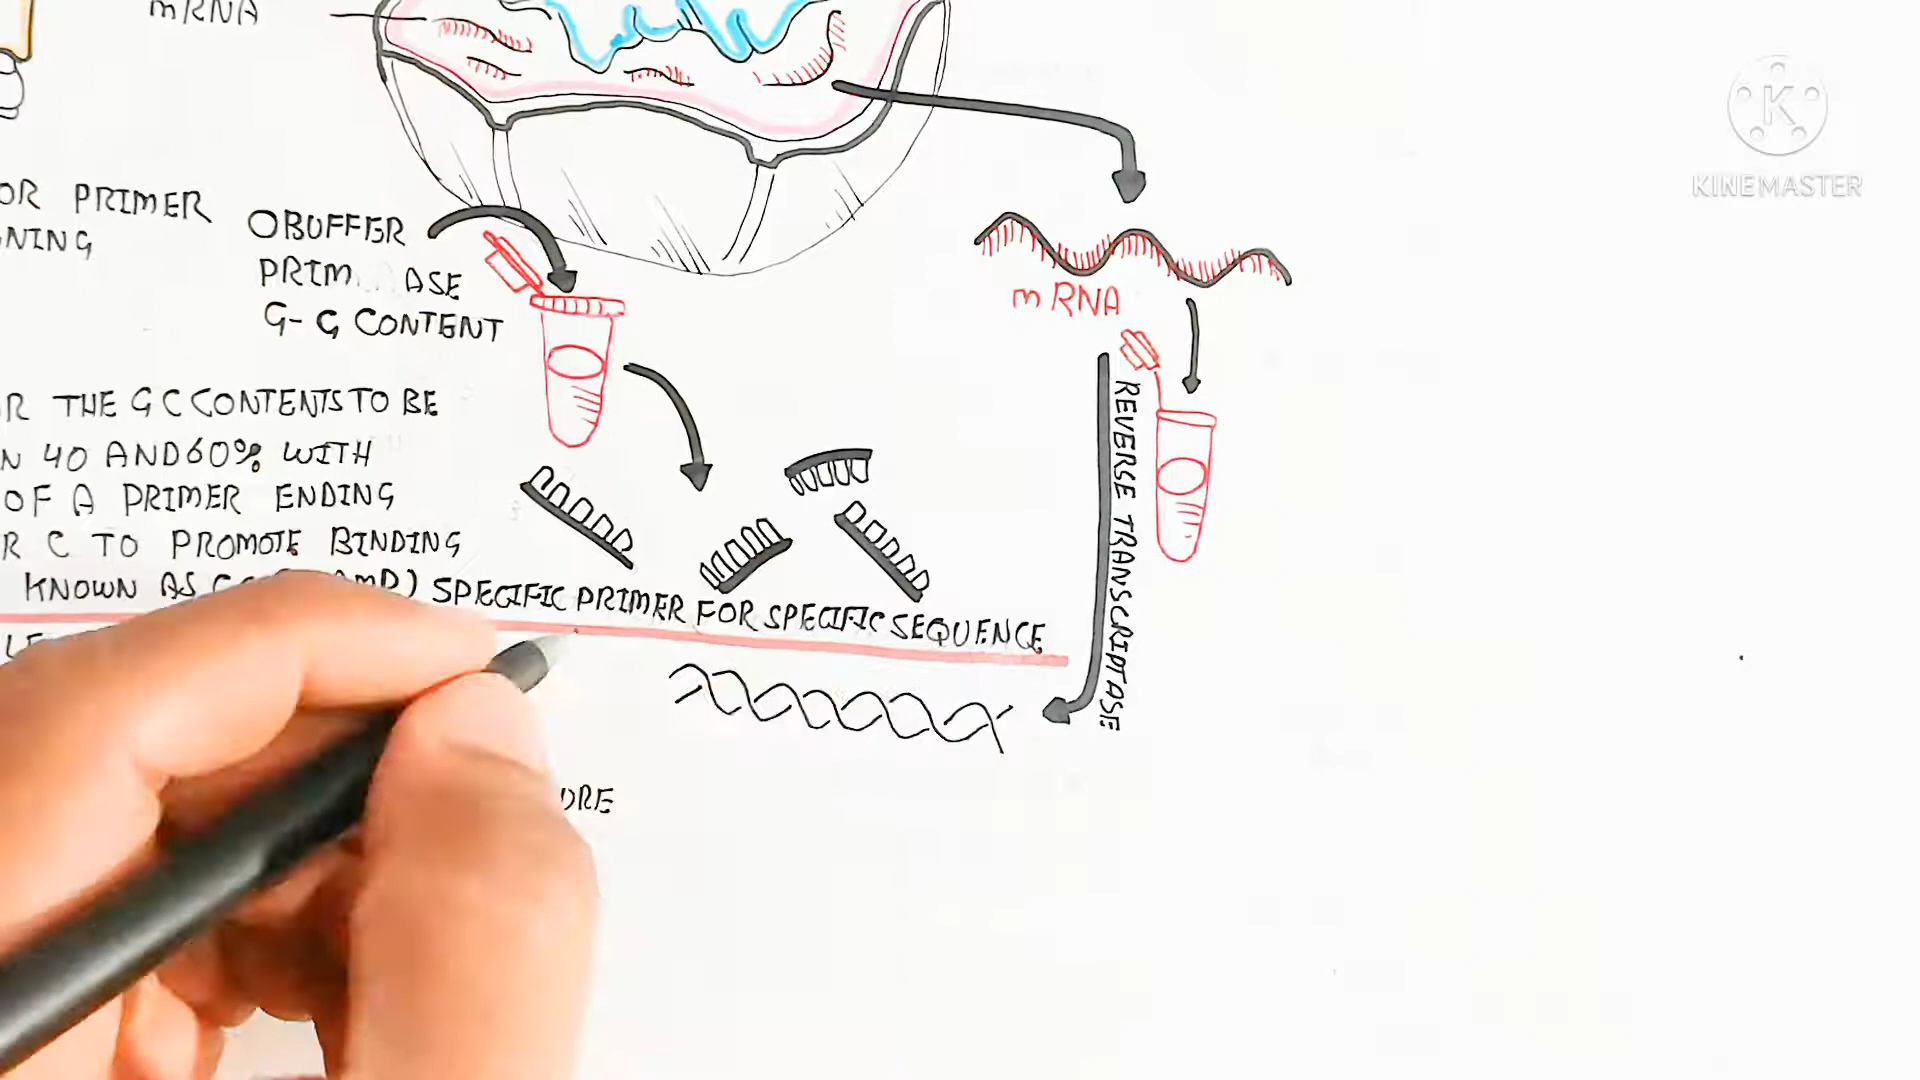 mRNA
KINEMASTER
OR PRIMER
NING
OBUFFER
PRIM ASE
G- G CONTENT
mRNA
REVERSE TRANSCRIPTASE
R THE GC CONTENTS TO BE
N 40 AND 60% WITH
OF A PRIMER ENDING
R C TO PROMOTE BINDING
KNOWN AS
SPECIFIC PRIMER FOR SPECIFIC SEQUENCE